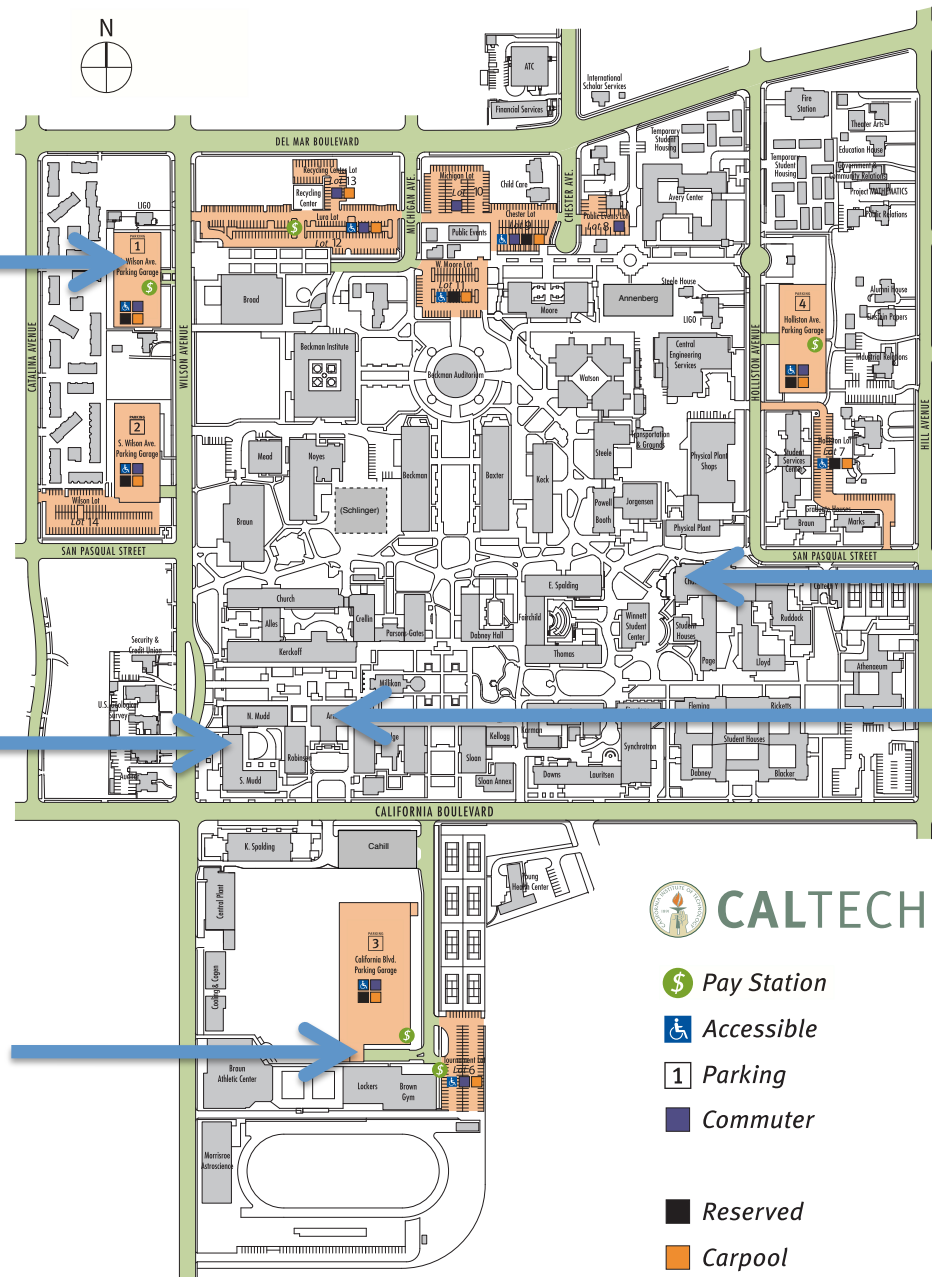 N
ATC
International
Scholar Services
Financial Services
Fire
Station
Theater Arts
DEL MAR BOULEVARD
Temporary
Student
Housing
Education House
Government &
Community Relations
Temporary
Student
Housing
Project MATHEMATICS
Public Relations
Recycling Center Lot
Lot 13
Recycling
Center
Michigan Lot
Lot 10
Child Care
Avery Center
MICHIGAN AVE.
CHESTER AVE.
LIGO
Lura Lot
$
Lot 12
Public Events
Chester Lot
Lot 9
Public Events Lot
Lot 8
PARKING
1
Wilson Ave.
Parking Garage
$
W. Moore Lot
Lot 11
Broad
Moore
Annenberg
Steele House
LIGO
PARKING
4
Holliston Ave.
Parking Garage
$
Alumni House
Einstein Papers
Industrial Relations
CATALINA AVENUE
WILSON AVENUE
HOLLISTON AVENUE
HILL AVENUE
Beckman Institute
Beckman Auditorium
Watson
Central
Engineering
Services
PARKING
2
S. Wilson Ave.
Parking Garage
Wilson Lot
Lot 14
Mead
Noyes
Braun
(Schlinger)
Beckman
Baxter
Keck
Steele
Transportation
& Grounds
Physical Plant
Shops
Powell
Booth
Jorgensen
Physical Plant
Student
Services
Center
Holliston Lot
Lot 7
Graduate Houses
Braun
Marks
SAN PASQUAL STREET
SAN PASQUAL STREET
Church
Alles
Crellin
Parsons-Gates
Kerckoff
Dabney Hall
E. Spalding
Fairchild
Thomas
Winnett
Student
Center
Student
Houses
Page
Lloyd
Ruddock
Athenaeum
Security &
Credit Union
U.S. Geological
Survey
Millikan
N. Mudd
S. Mudd
Robinson
Kellogg
Sloan
Sloan Annex
Karman
Downs
Lauritsen
Synchrotron
Fleming
Ricketts
Student Houses
Dabney
Blacker
CALIFORNIA BOULEVARD
K. Spalding
Cahill
Young
Health Center
Central Plant
Cooling & Cogen
PARKING
3
California Blvd.
Parking Garage
$
$
Lot 6
Braun
Athletic Center
Lockers
Brown
Gym
Morrisroe
Astroscience
CALTECH
$ Pay Station
Accessible
1 Parking
Commuter
Reserved
Carpool